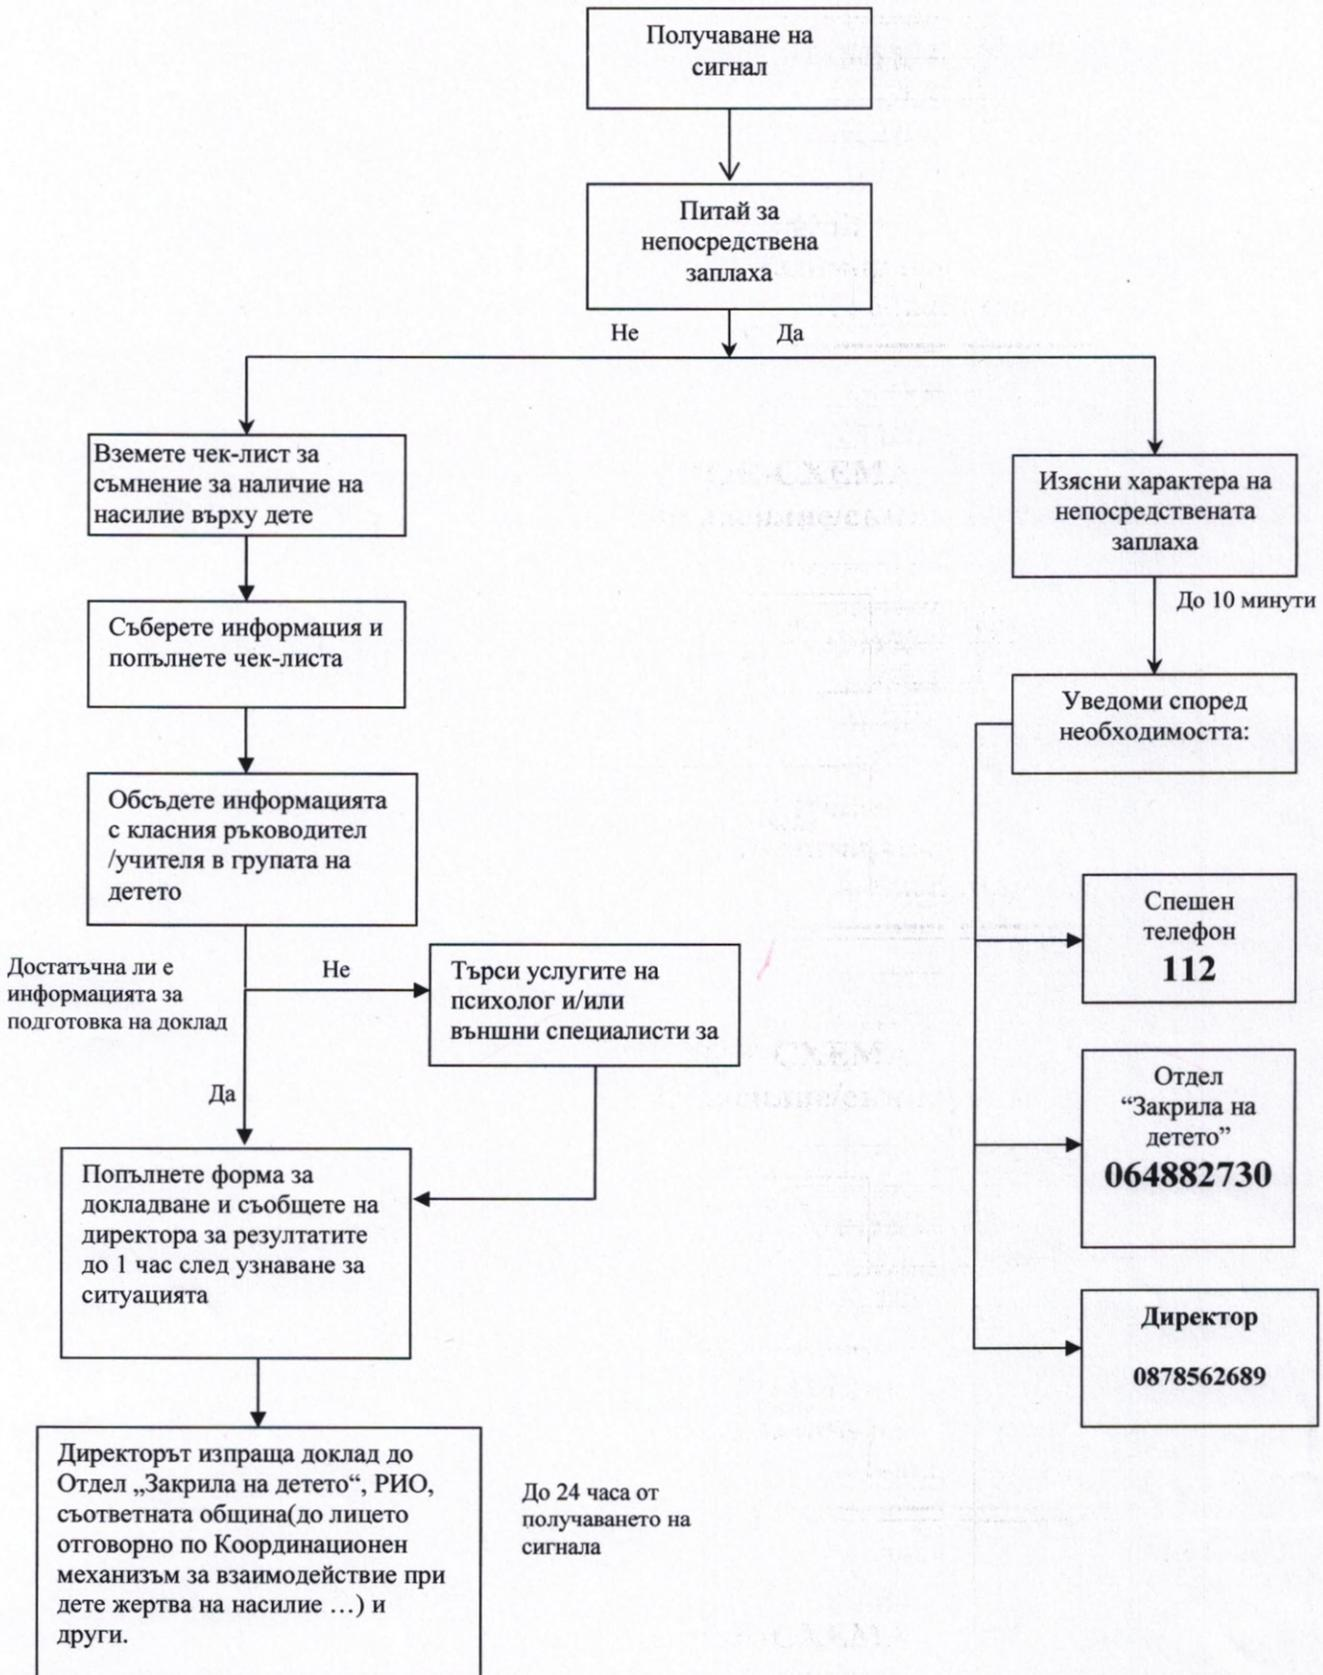 Получаване на
сигнал
Питай за
непосредствена
заплаха
Не
Да
Вземете чек-лист за
съмнение за наличие на
насилие върху дете
Изясни характера на
непосредствената
заплаха
До 10 минути
Съберете информация и
попълнете чек-листа
Уведоми според
необходимостта:
Обсъдете информацията
с класния ръководител
/учителя в групата на
детето
Спешен
телефон
112
Достатъчна ли е
информацията за
подготовка на доклад
Не
Търси услугите на
психолог и/или
външни специалисти за
Да
Отдел
“Закрила на
детето”
064882730
Попълнете форма за
докладване и съобщете на
директора за резултатите
до 1 час след узнаване за
ситуацията
Директор
0878562689
Директорът изпраща доклад до
Отдел „Закрила на детето“, РИО,
съответната община(до лицето
отговорно по Координационен
механизъм за взаимодействие при
дете жертва на насилие …) и
други.
До 24 часа от
получаването на
сигнала